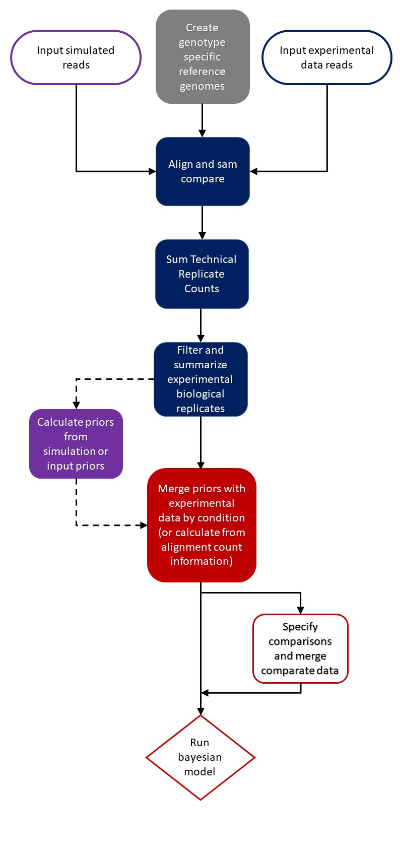 Input simulated
reads
Create
genotype
specific
reference
genomes
Input experimental
data reads
Align and sam
compare
Sum Technical
Replicate
Counts
Filter and
summarize
experimental
biological
replicates
Calculate priors
from
simulation or
input priors
Merge priors with
experimental
data by condition
(or calculate from
alignment count
information)
Specify
comparisons
and merge
comparate data
Run
bayesian
model